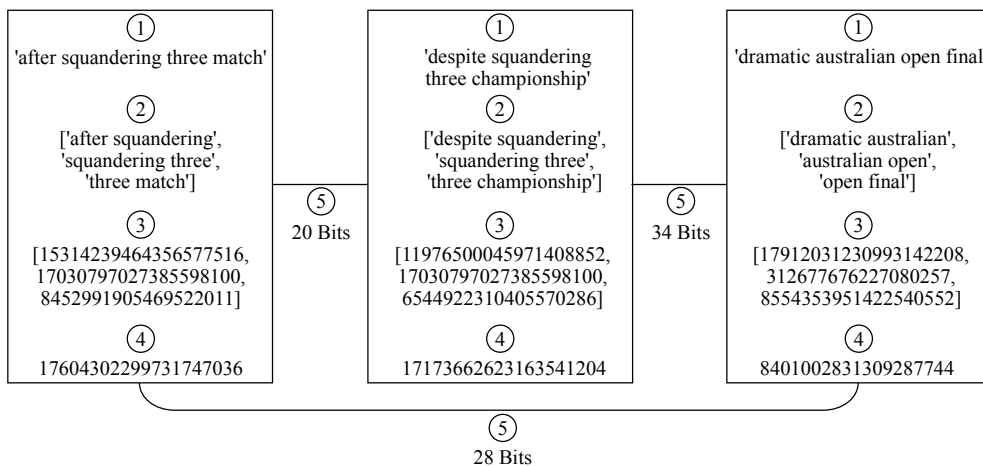 ①
'after squandering three match'
②
['after squandering',
'squandering three',
'three match']
③
[15314239464356577516,
17030797027385598100,
8452991905469522011]
④
17604302299731747036
①
'despite squandering
three championship'
②
['despite squandering',
'squandering three',
'three championship']
③
[11976500045971408852,
17030797027385598100,
6544922310405570286]
④
17173662623163541204
①
'dramatic australian open final
②
['dramatic australian',
'australian open',
'open final']
③
[17912031230993142208,
312677676227080257,
8554353951422540552]
④
8401002831309287744
⑤
20 Bits
⑤
34 Bits
⑤
28 Bits